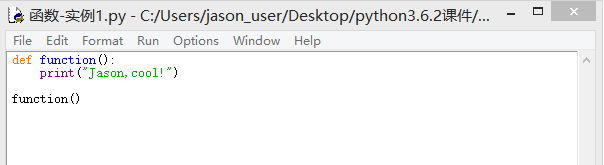 函数-实例1.py - C:/Users/jason_user/Desktop/python3.6.2课件/...
File Edit Format Run Options Window Help
def function():
    print("Jason,cool!")
function()